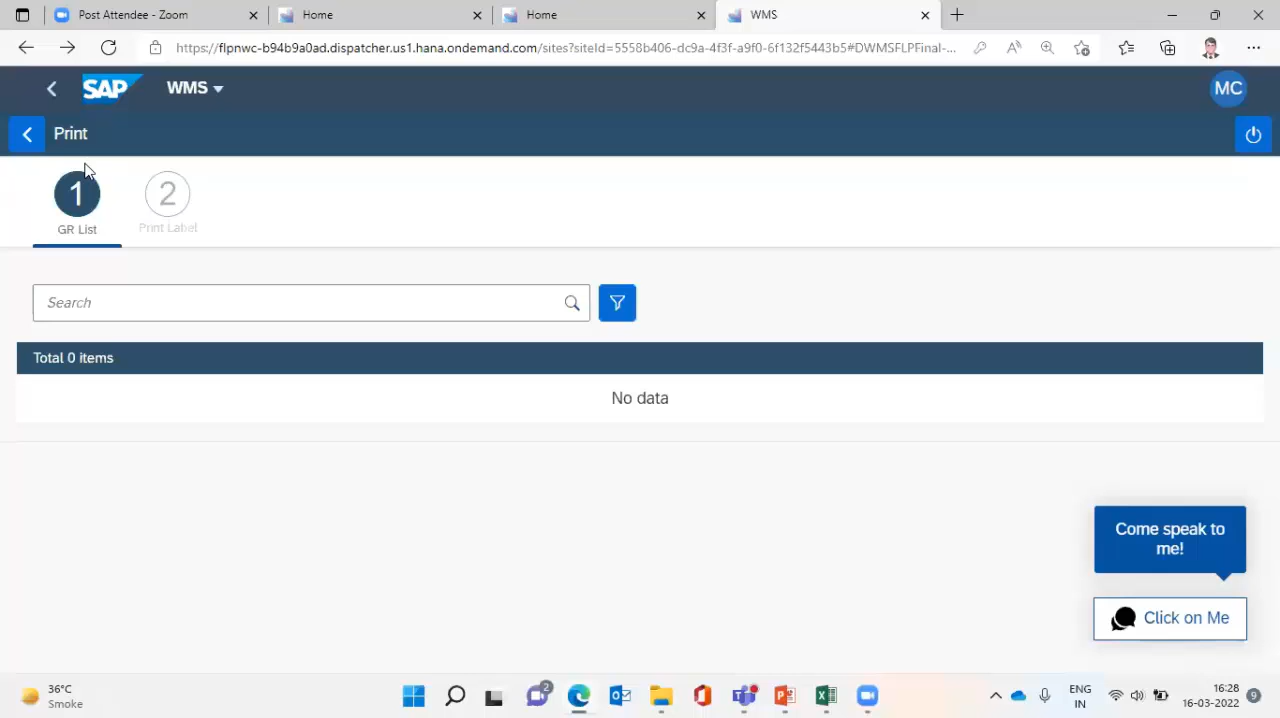 Post Attendee - Zoom
Home
Home
WMS
https://flpnwc-b94b9a0ad.dispatcher.us1.hana.ondemand.com/sites?siteId=5558b406-dc9a-4f3f-a9f0-6f132f5443b5#DWMSFLPFinal-...
SAP
WMS
MC
Print
1
2
GR List
Print Label
Search
Total 0 items
No data
Come speak to
me!
Click on Me
36°C
Smoke
2
ENG
IN
16:28
16-03-2022
9